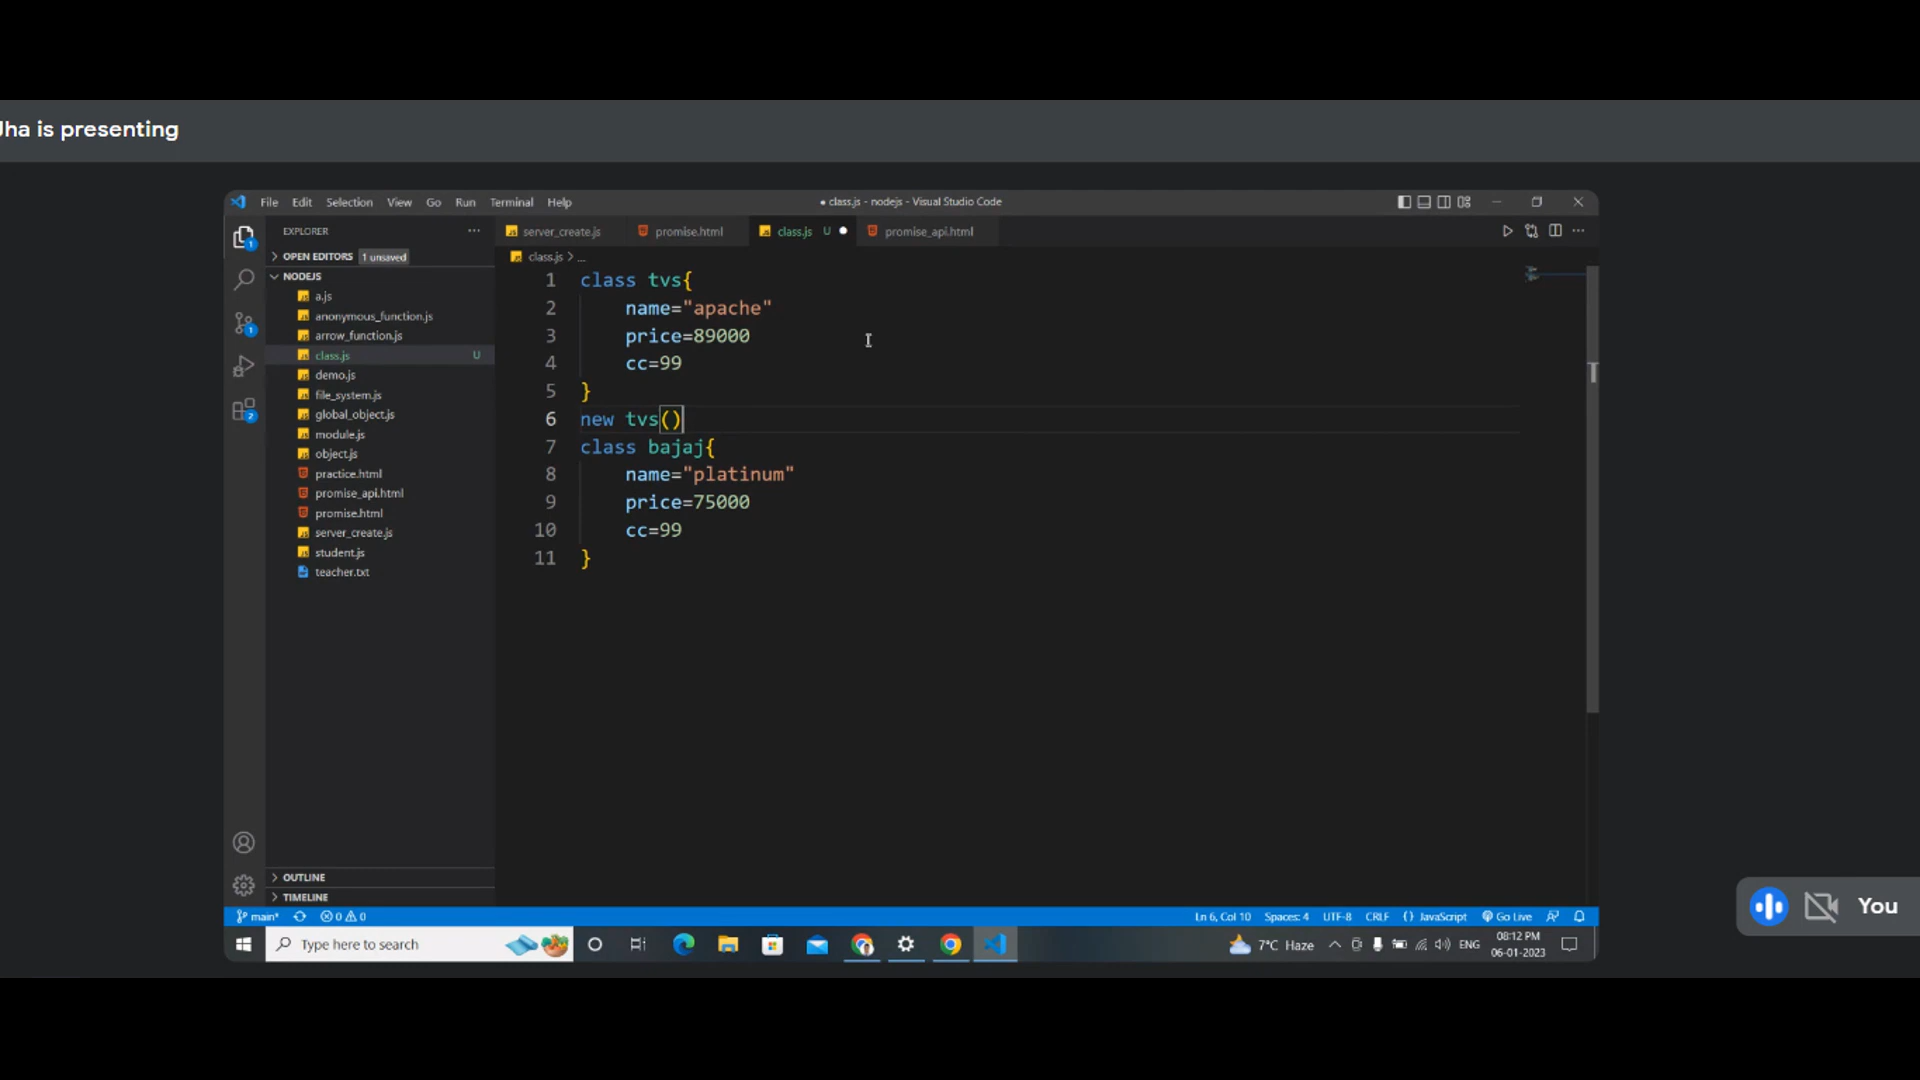 Jha is presenting
File Edit Selection View Go Run Terminal Help
● class.js - nodejs - Visual Studio Code
EXPLORER
server_create.js
promise.html
class.js U
promise_api.html
OPEN EDITORS 1 unsaved
class.js > ...
NODEJS
a.js
anonymous_function.js
arrow_function.js
class.js U
demo.js
file_system.js
global_object.js
module.js
object.js
practice.html
promise_api.html
promise.html
server_create.js
student.js
teacher.txt
1 class tvs{
2 name="apache"
3 price=89000
4 cc=99
5 }
6 new tvs()
7 class bajaj{
8 name="platinum"
9 price=75000
10 cc=99
11 }
OUTLINE
TIMELINE
main* 0 0
Ln 6, Col 10 Spaces: 4 UTF-8 CRLF {} JavaScript Go Live
Type here to search
7°C Haze
ENG
08:12 PM
06-01-2023
You